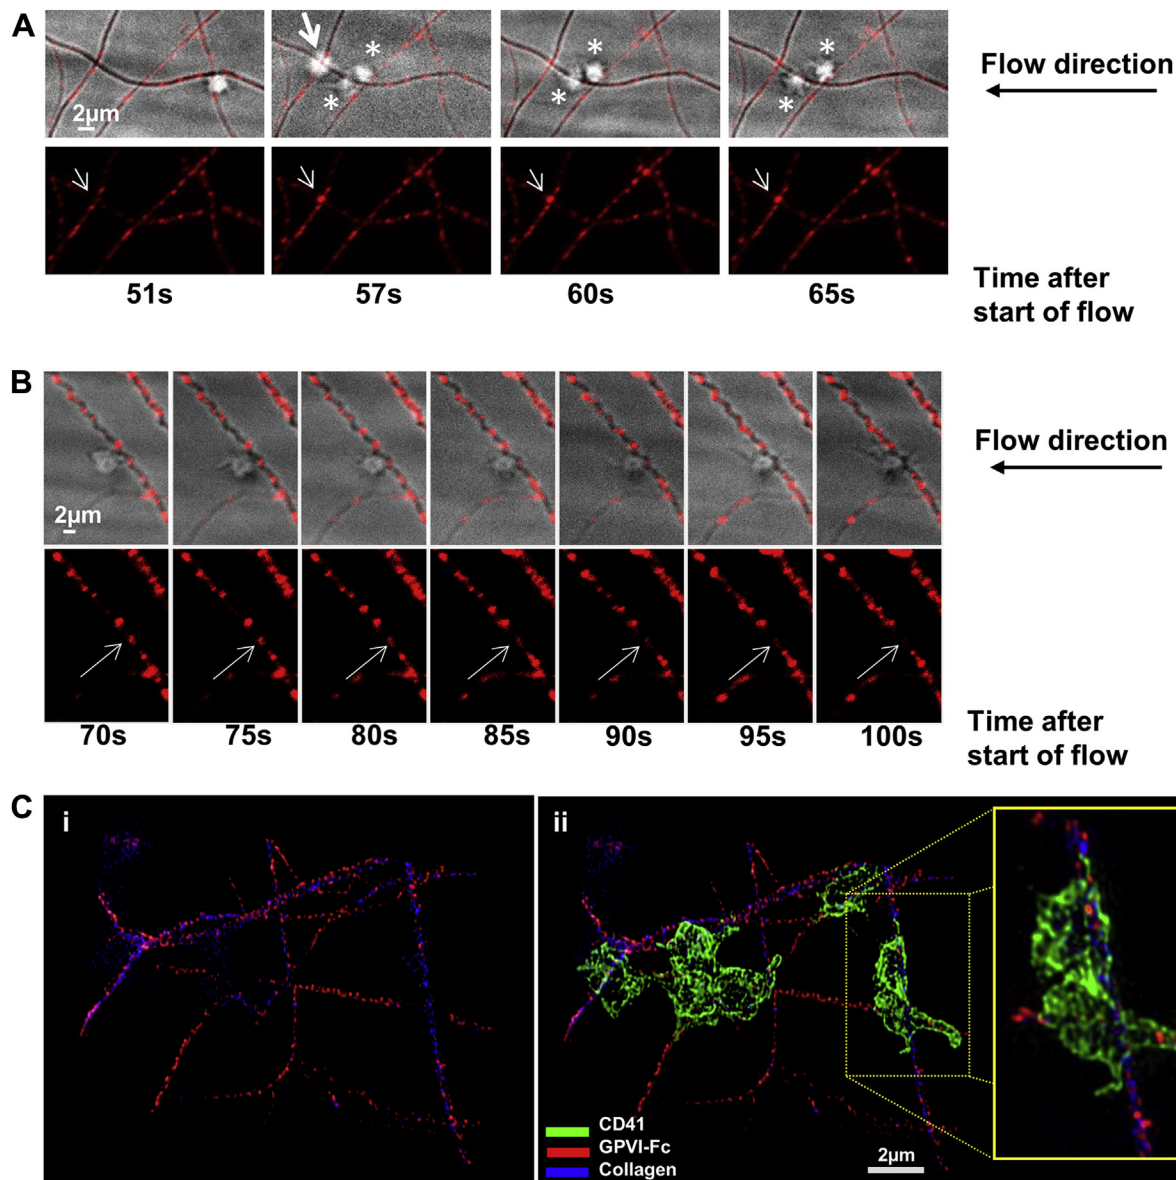 A
2µm
*
*
*
*
*
*
Flow direction
51s
57s
60s
65s
Time after
start of flow
B
2µm
Flow direction
70s
75s
80s
85s
90s
95s
100s
Time after
start of flow
C
i
ii
CD41
GPVI-Fc
Collagen
2µm